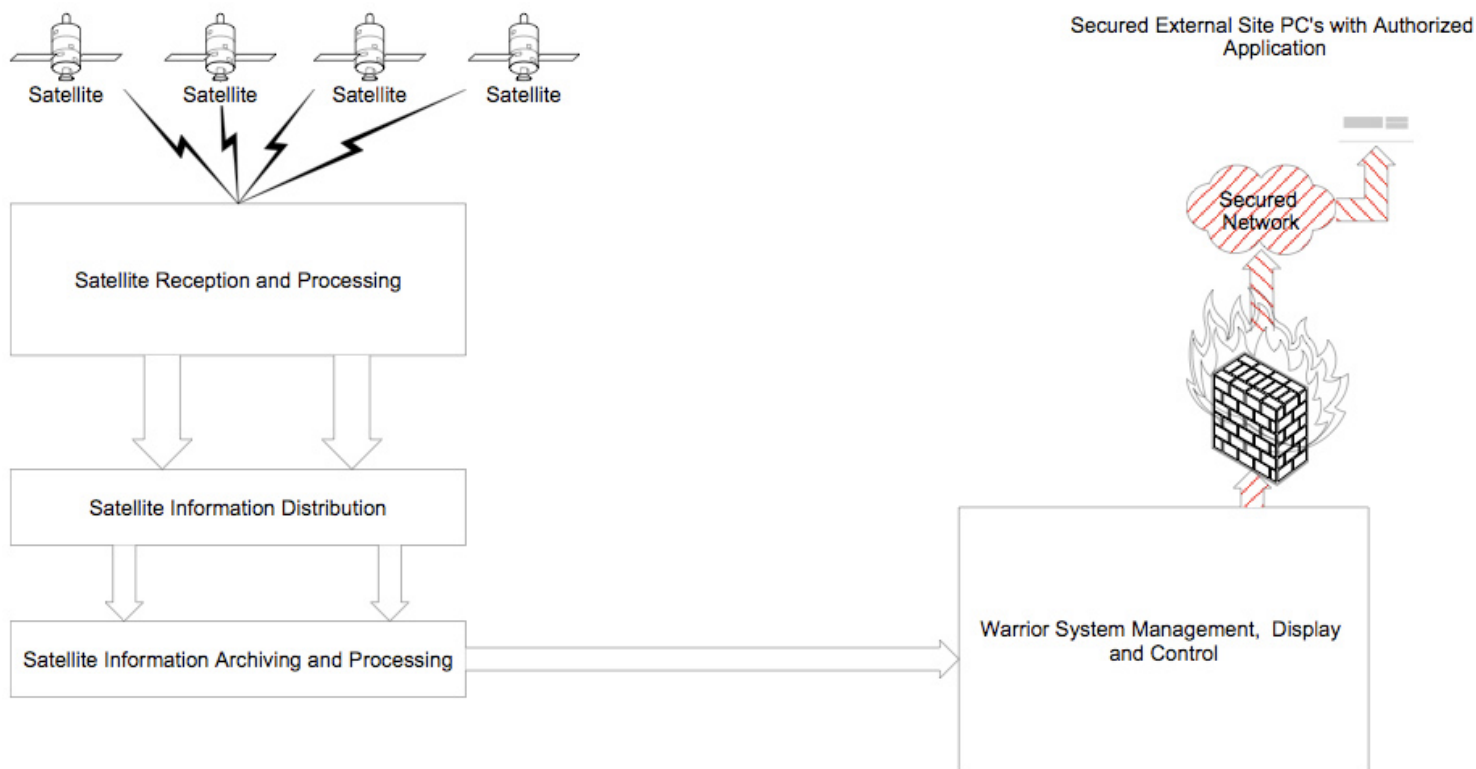 Secured External Site PC's with Authorized
Application
Satellite
Satellite
Satellite
Satellite
Secured
Network
Satellite Reception and Processing
Satellite Information Distribution
Satellite Information Archiving and Processing
Warrior System Management, Display
and Control